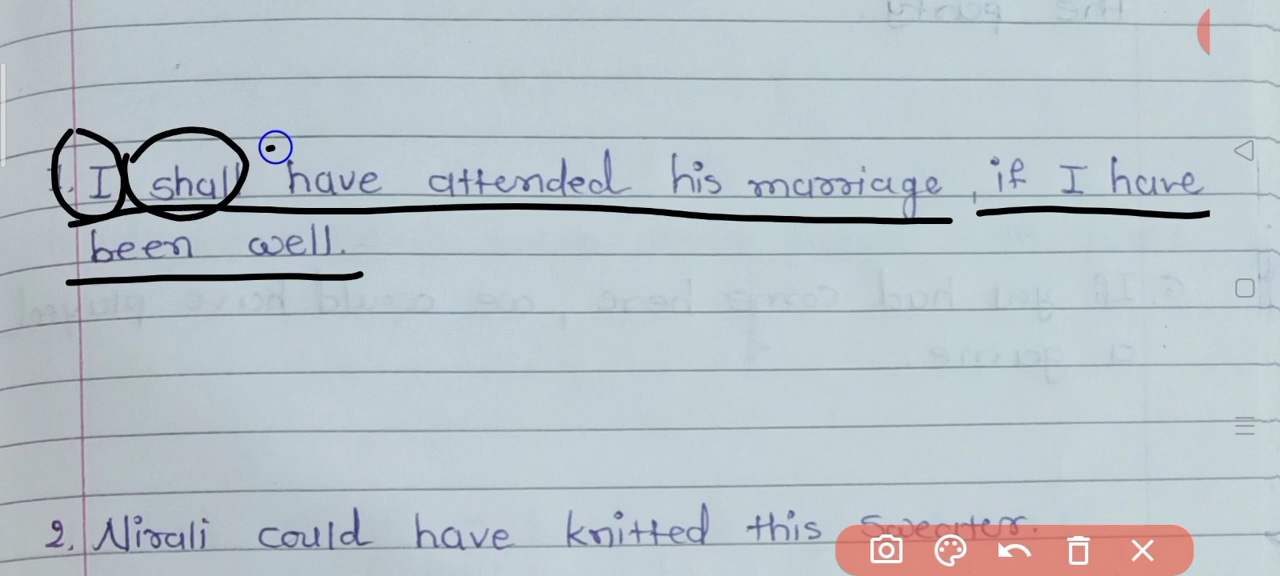 1. I shall have attended his marriage, if I have
been well.
2. Nirali could have knitted this sweater.